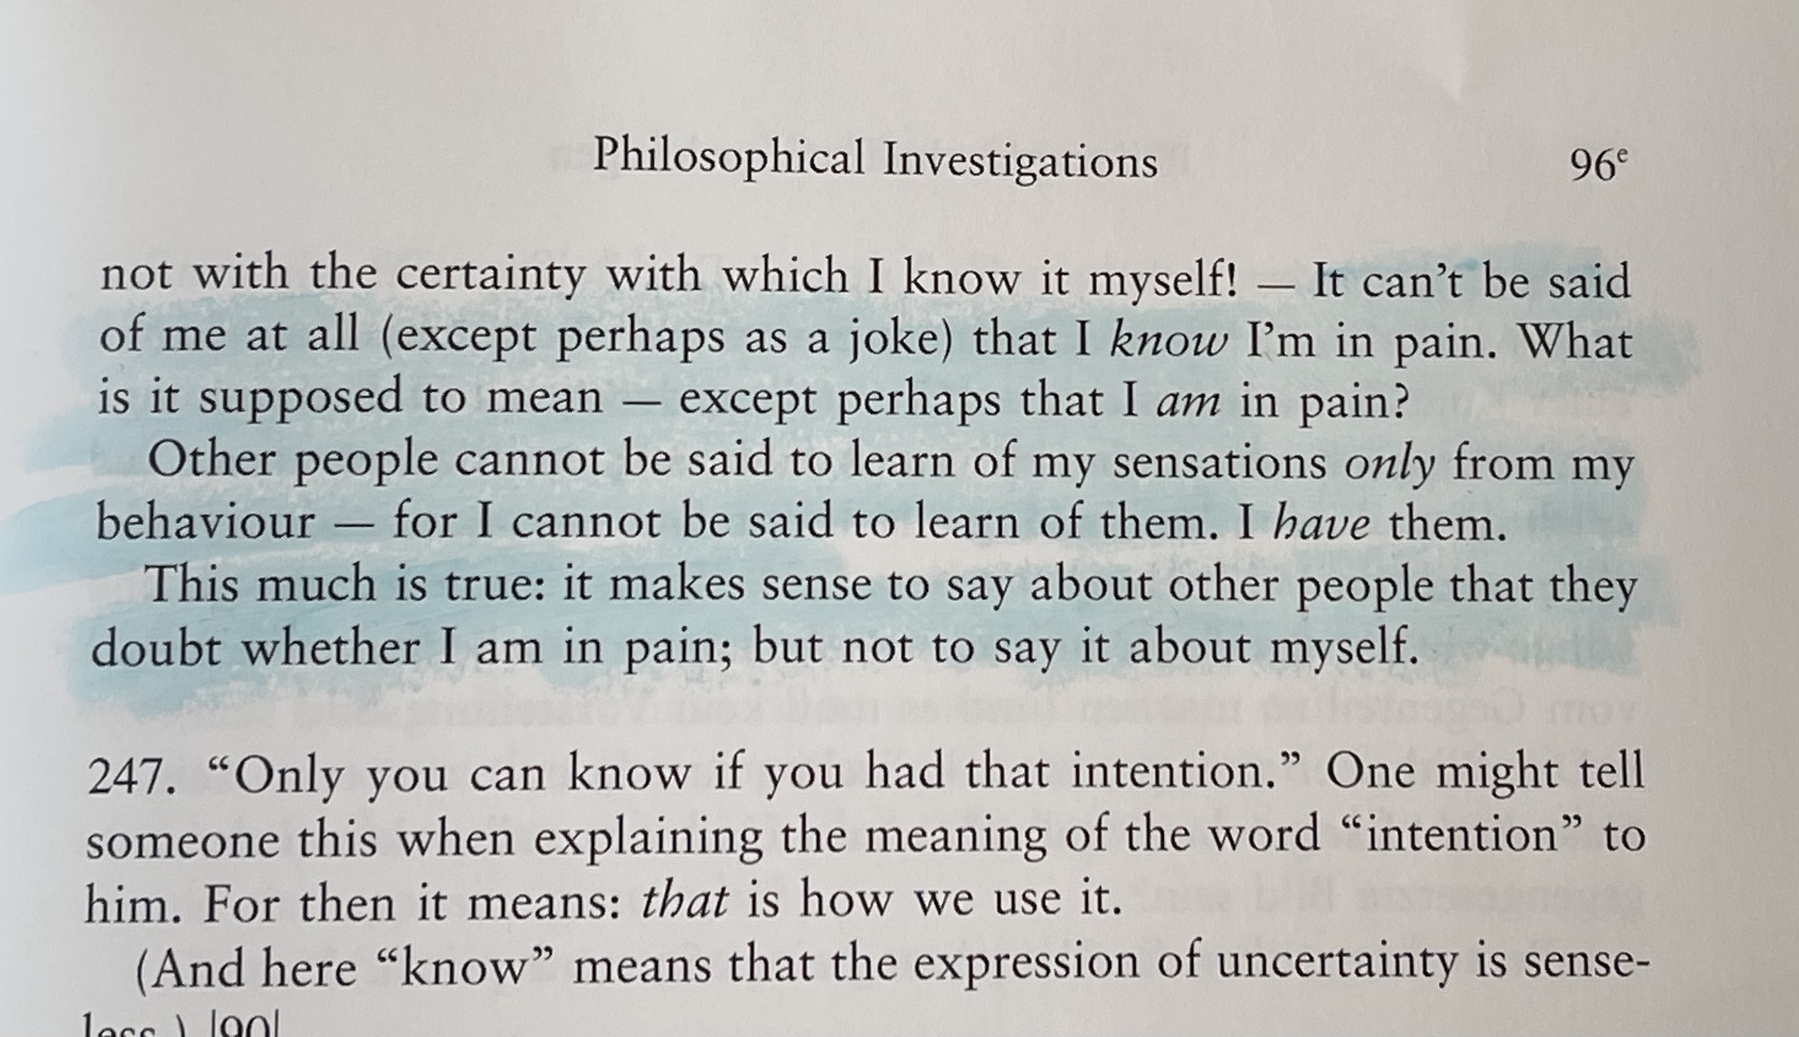 Philosophical Investigations 96e
not with the certainty with which I know it myself! — It can’t be said
of me at all (except perhaps as a joke) that I know I’m in pain. What
is it supposed to mean — except perhaps that I am in pain?
Other people cannot be said to learn of my sensations only from my
behaviour — for I cannot be said to learn of them. I have them.
This much is true: it makes sense to say about other people that they
doubt whether I am in pain; but not to say it about myself.
247. “Only you can know if you had that intention.” One might tell
someone this when explaining the meaning of the word “intention” to
him. For then it means: that is how we use it.
(And here “know” means that the expression of uncertainty is sense-
less.) |90|